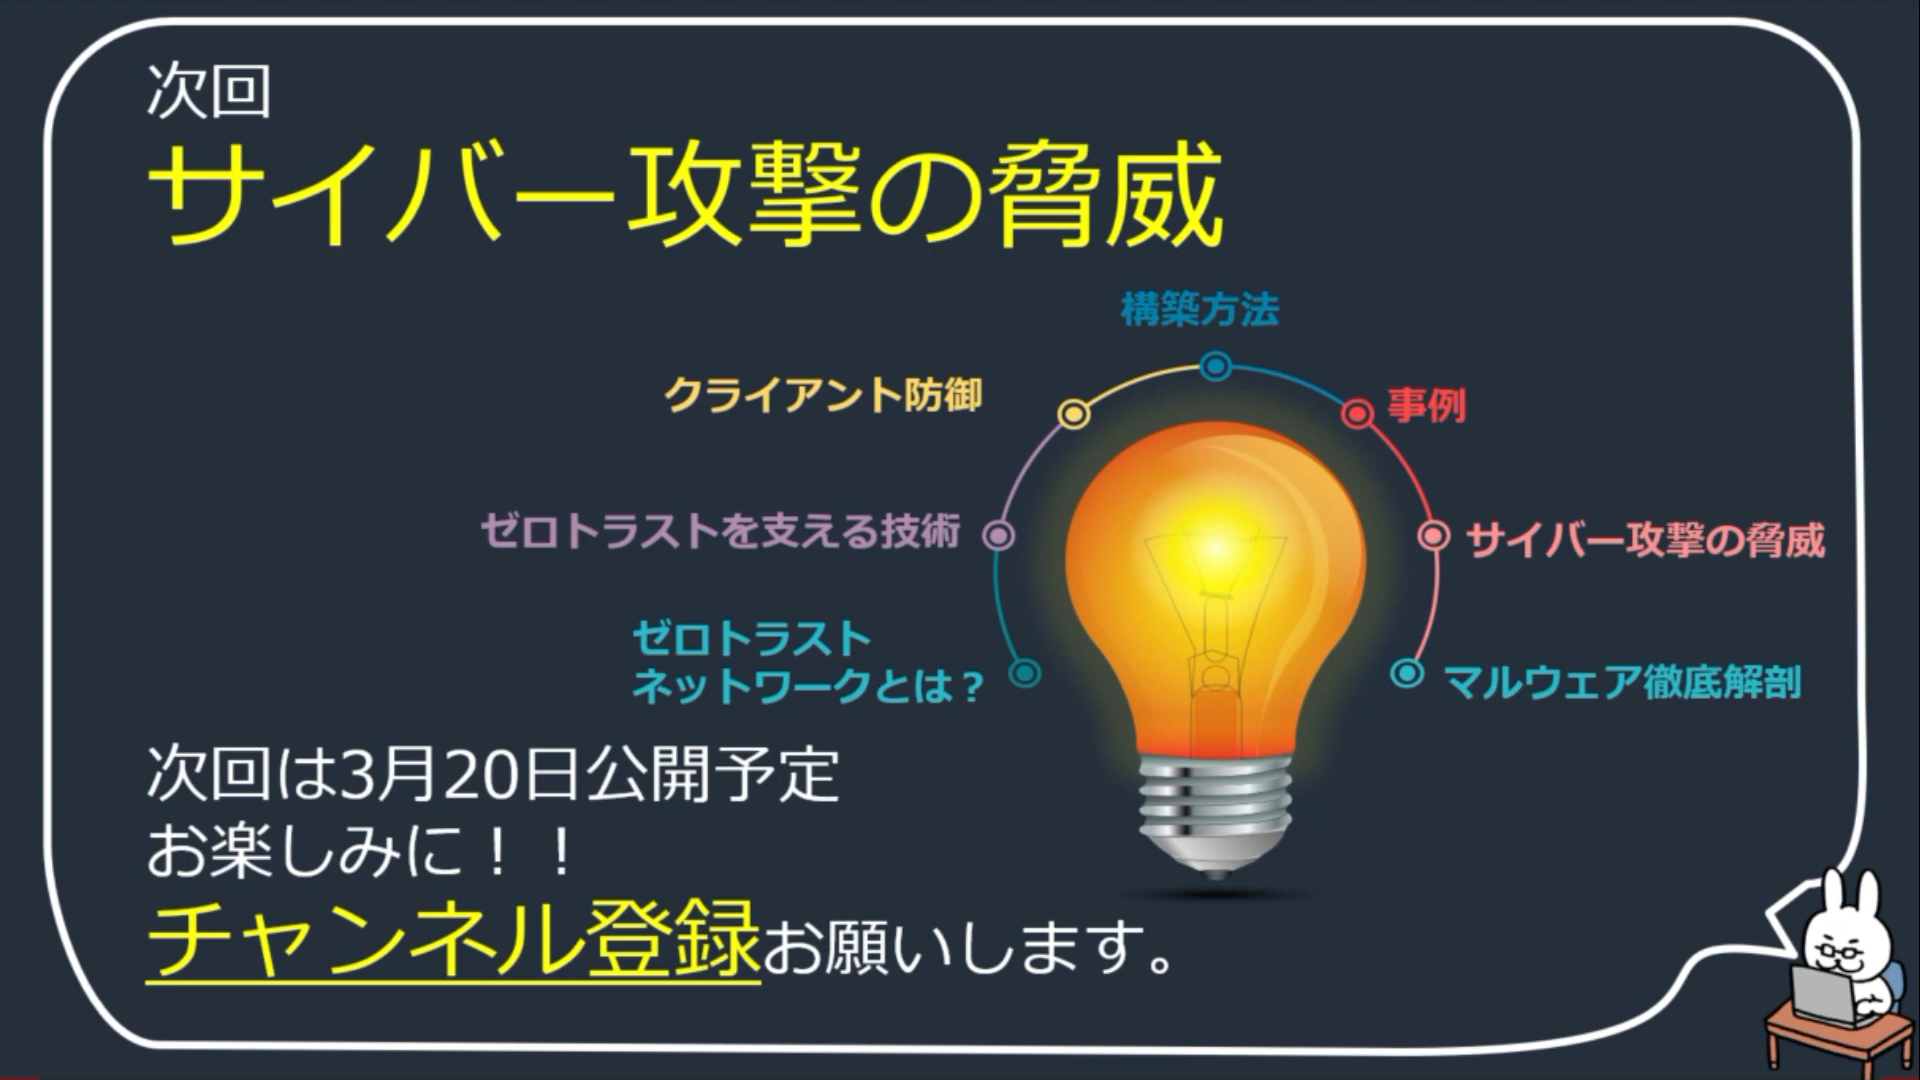 次回
サイバー攻撃の脅威
構築方法
クライアント防御
事例
ゼロトラストを支える技術
サイバー攻撃の脅威
ゼロトラスト
ネットワークとは？
マルウェア徹底解剖
次回は3月20日公開予定
お楽しみに！！
チャンネル登録お願いします。